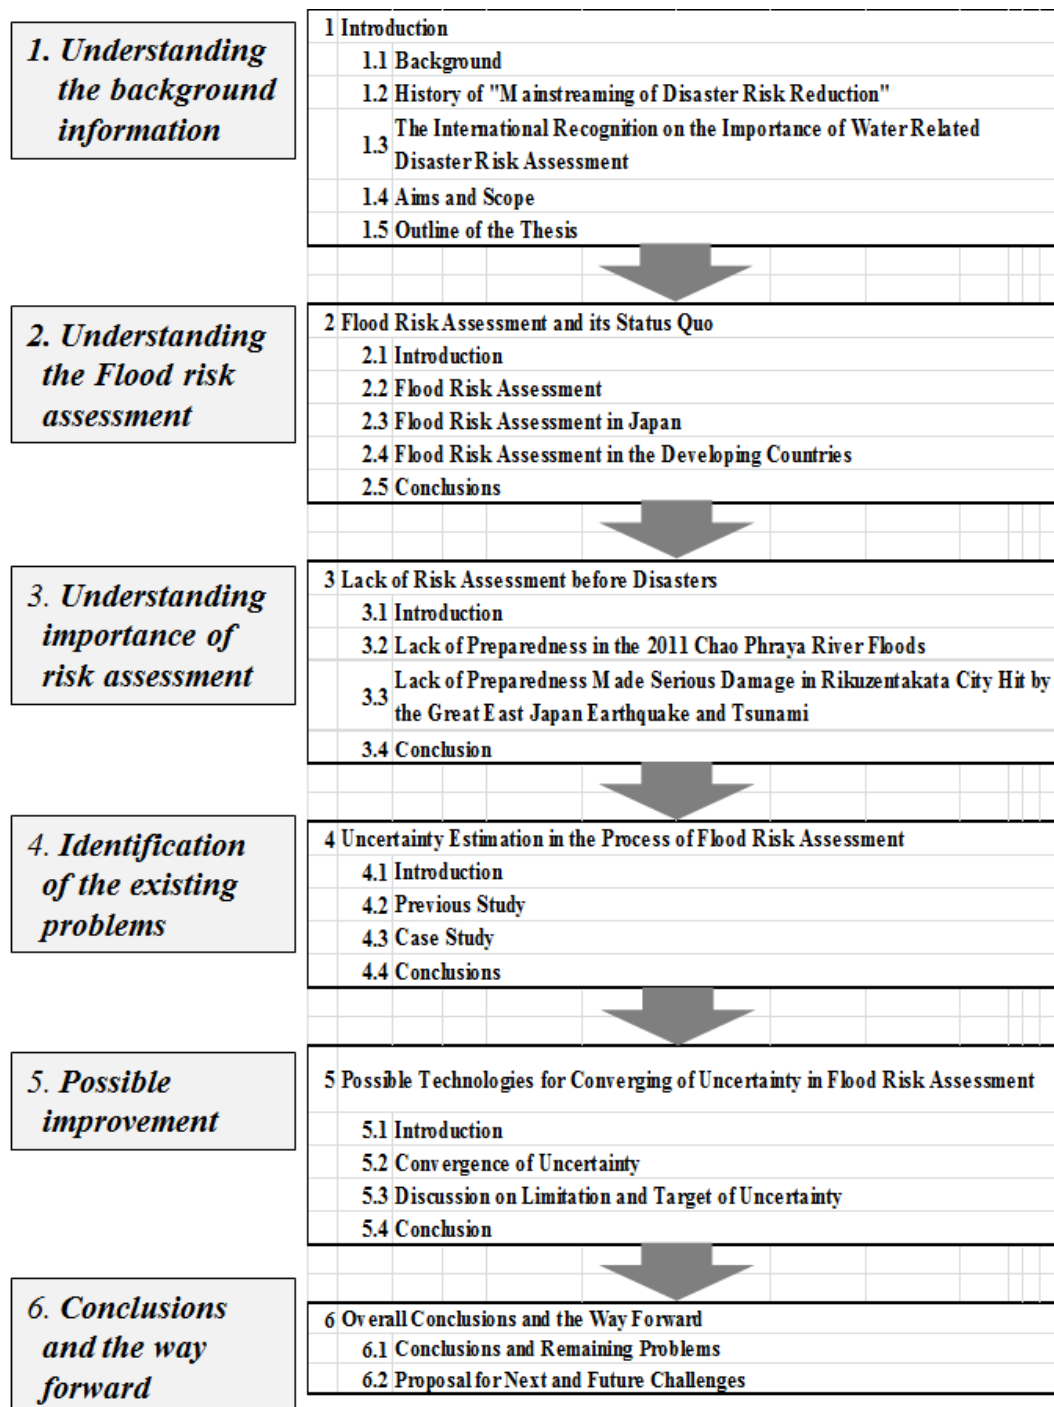 1. Understanding
the background
information
1 Introduction
1.1 Background
1.2 History of "Mainstreaming of Disaster Risk Reduction"
1.3 The International Recognition on the Importance of Water Related
Disaster Risk Assessment
1.4 Aims and Scope
1.5 Outline of the Thesis
2. Understanding
the Flood risk
assessment
2 Flood Risk Assessment and its Status Quo
2.1 Introduction
2.2 Flood Risk Assessment
2.3 Flood Risk Assessment in Japan
2.4 Flood Risk Assessment in the Developing Countries
2.5 Conclusions
3. Understanding
importance of
risk assessment
3 Lack of Risk Assessment before Disasters
3.1 Introduction
3.2 Lack of Preparedness in the 2011 Chao Phraya River Floods
3.3 Lack of Preparedness Made Serious Damage in Rikuzentakata City Hit by
the Great East Japan Earthquake and Tsunami
3.4 Conclusion
4. Identification
of the existing
problems
4 Uncertainty Estimation in the Process of Flood Risk Assessment
4.1 Introduction
4.2 Previous Study
4.3 Case Study
4.4 Conclusions
5. Possible
improvement
5 Possible Technologies for Converging of Uncertainty in Flood Risk Assessment
5.1 Introduction
5.2 Convergence of Uncertainty
5.3 Discussion on Limitation and Target of Uncertainty
5.4 Conclusion
6. Conclusions
and the way
forward
6 Overall Conclusions and the Way Forward
6.1 Conclusions and Remaining Problems
6.2 Proposal for Next and Future Challenges